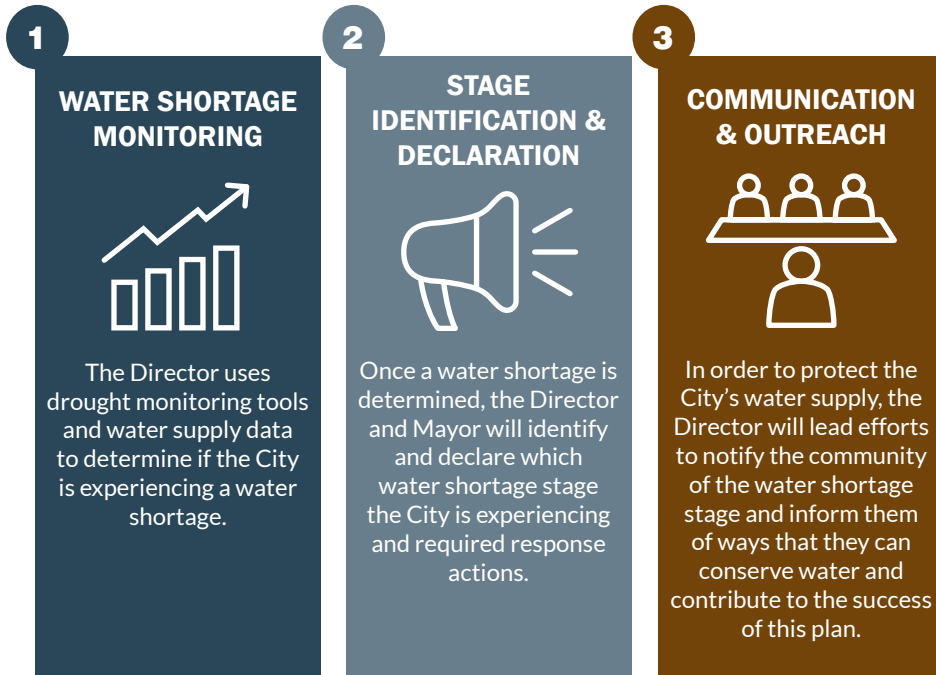 1
WATER SHORTAGE
MONITORING
The Director uses
drought monitoring tools
and water supply data
to determine if the City
is experiencing a water
shortage.
2
STAGE
IDENTIFICATION &
DECLARATION
Once a water shortage is
determined, the Director
and Mayor will identify
and declare which
water shortage stage
the City is experiencing
and required response
actions.
3
COMMUNICATION
& OUTREACH
In order to protect the
City’s water supply, the
Director will lead efforts
to notify the community
of the water shortage
stage and inform them
of ways that they can
conserve water and
contribute to the success
of this plan.